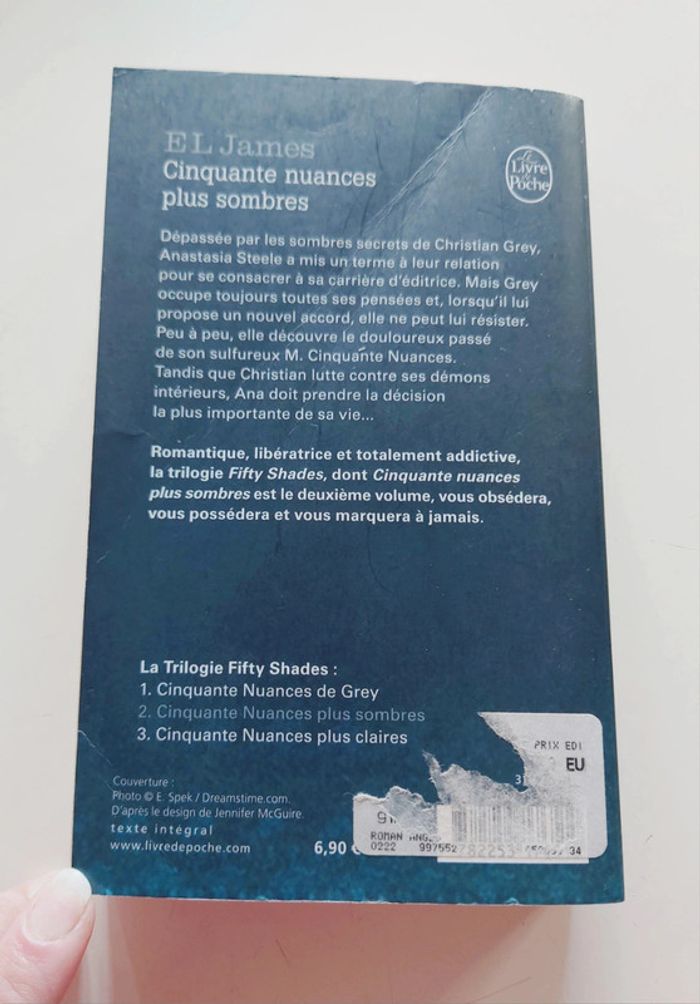 E L James
Cinquante nuances
plus sombres
Le
Livre
de
Poche
Dépassée par les sombres secrets de Christian Grey,
Anastasia Steele a mis un terme à leur relation
pour se consacrer à sa carrière d'éditrice. Mais Grey
occupe toujours toutes ses pensées et, lorsqu'il lui
propose un nouvel accord, elle ne peut lui résister.
Peu à peu, elle découvre le douloureux passé
de son sulfureux M. Cinquante Nuances.
Tandis que Christian lutte contre ses démons
intérieurs, Ana doit prendre la décision
la plus importante de sa vie...
Romantique, libératrice et totalement addictive,
la trilogie Fifty Shades, dont Cinquante nuances
plus sombres est le deuxième volume, vous obsédera,
vous possédera et vous marquera à jamais.
La Trilogie Fifty Shades :
1. Cinquante Nuances de Grey
2. Cinquante Nuances plus sombres
3. Cinquante Nuances plus claires
Couverture :
Photo © E. Spek / Dreamstime.com.
D'après le design de Jennifer McGuire.
texte intégral
www.livredepoche.com
6,90
PRIX EDI
EU
ROMAN
0222 997552
34